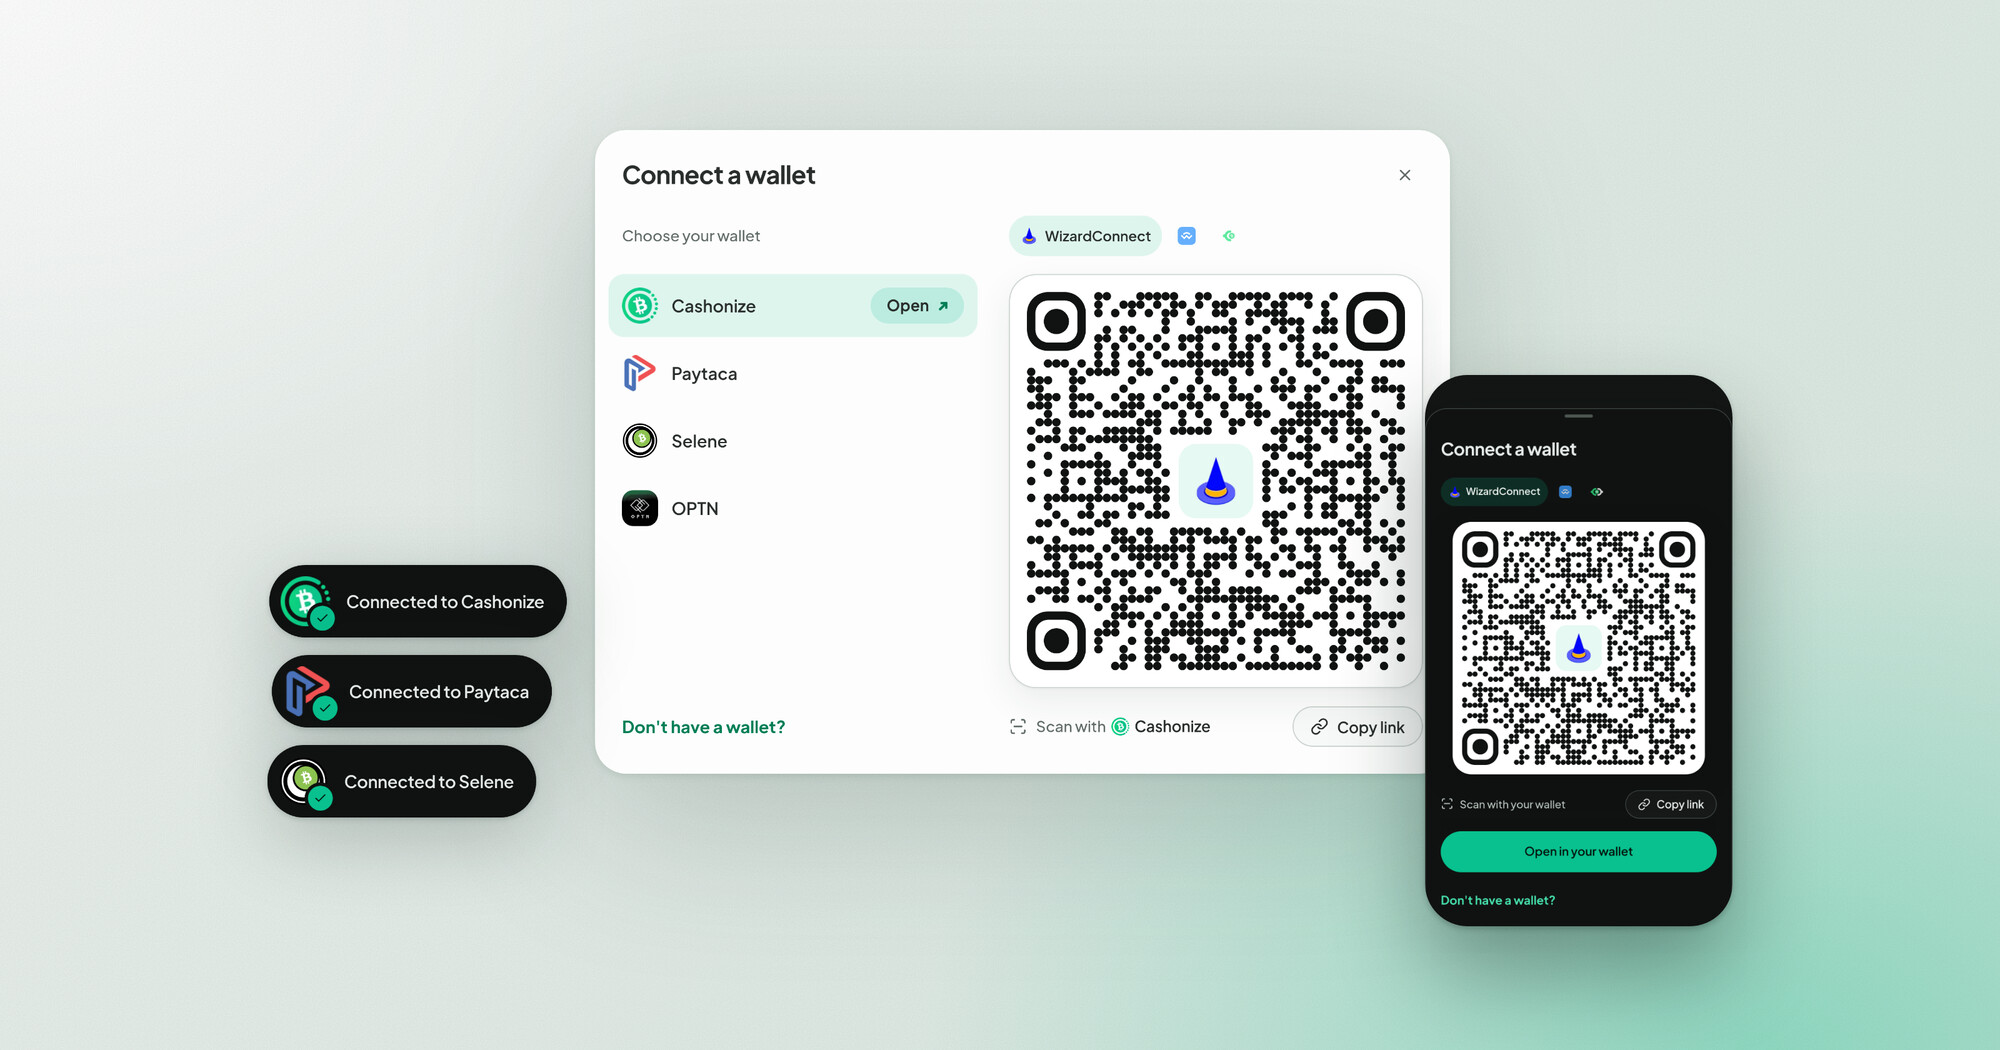 Connect a wallet
Choose your wallet
WizardConnect
Cashonize
Open
Paytaca
Selene
OPTN
OPTN
Don't have a wallet?
Scan with Cashonize
Copy link
Connected to Cashonize
Connected to Paytaca
Connected to Selene
Connect a wallet
WizardConnect
Scan with your wallet
Copy link
Open in your wallet
Don't have a wallet?